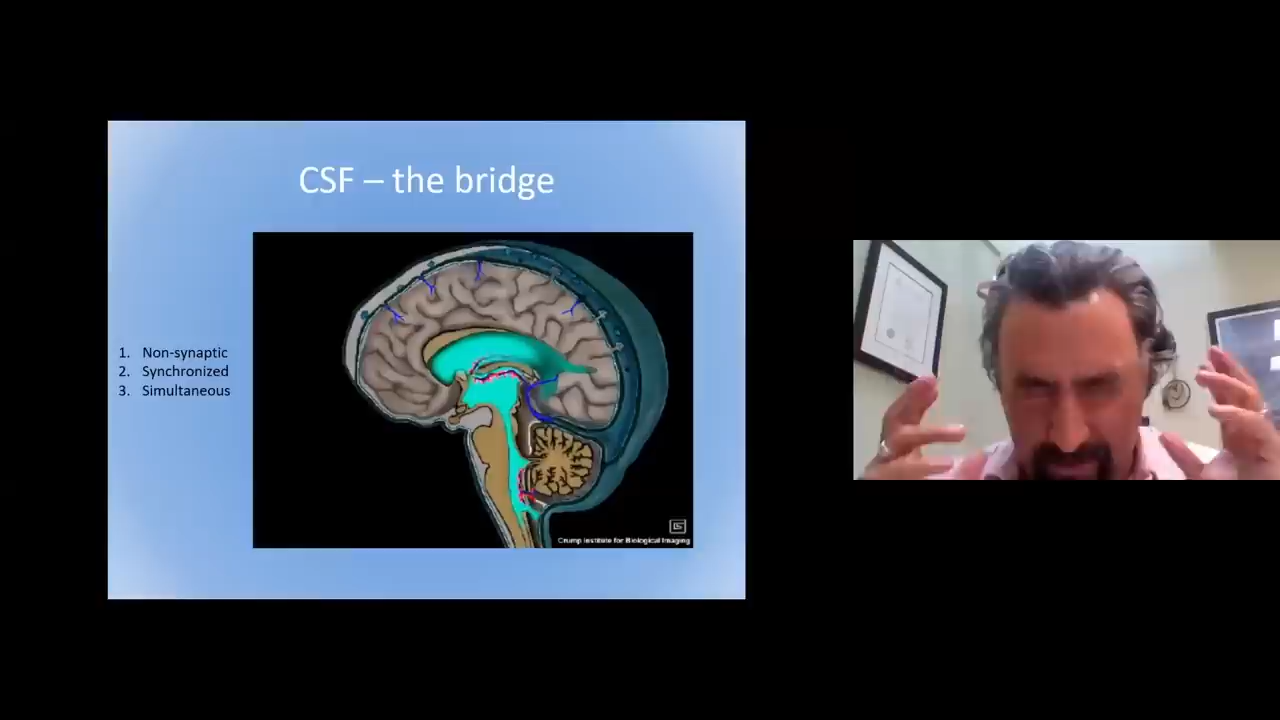 CSF – the bridge
1. Non-synaptic
2. Synchronized
3. Simultaneous
Crump Institute for Biological Imaging